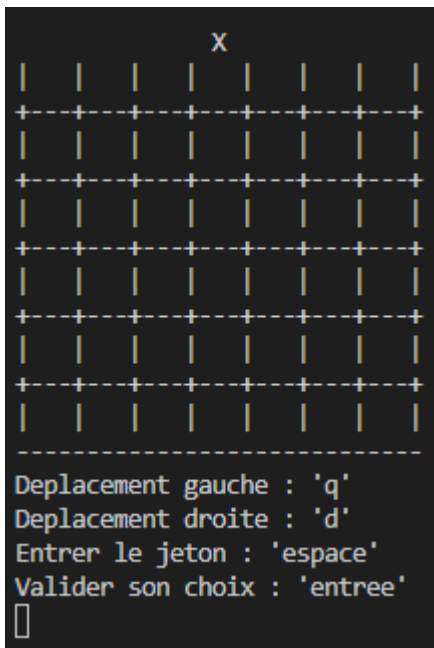 X
|   |   |   |   |   |   |   |
+---+---+---+---+---+---+---+
|   |   |   |   |   |   |   |
+---+---+---+---+---+---+---+
|   |   |   |   |   |   |   |
+---+---+---+---+---+---+---+
|   |   |   |   |   |   |   |
+---+---+---+---+---+---+---+
|   |   |   |   |   |   |   |
+---+---+---+---+---+---+---+
|   |   |   |   |   |   |   |
-----------------------------
Deplacement gauche : 'q'
Deplacement droite : 'd'
Entrer le jeton : 'espace'
Valider son choix : 'entree'